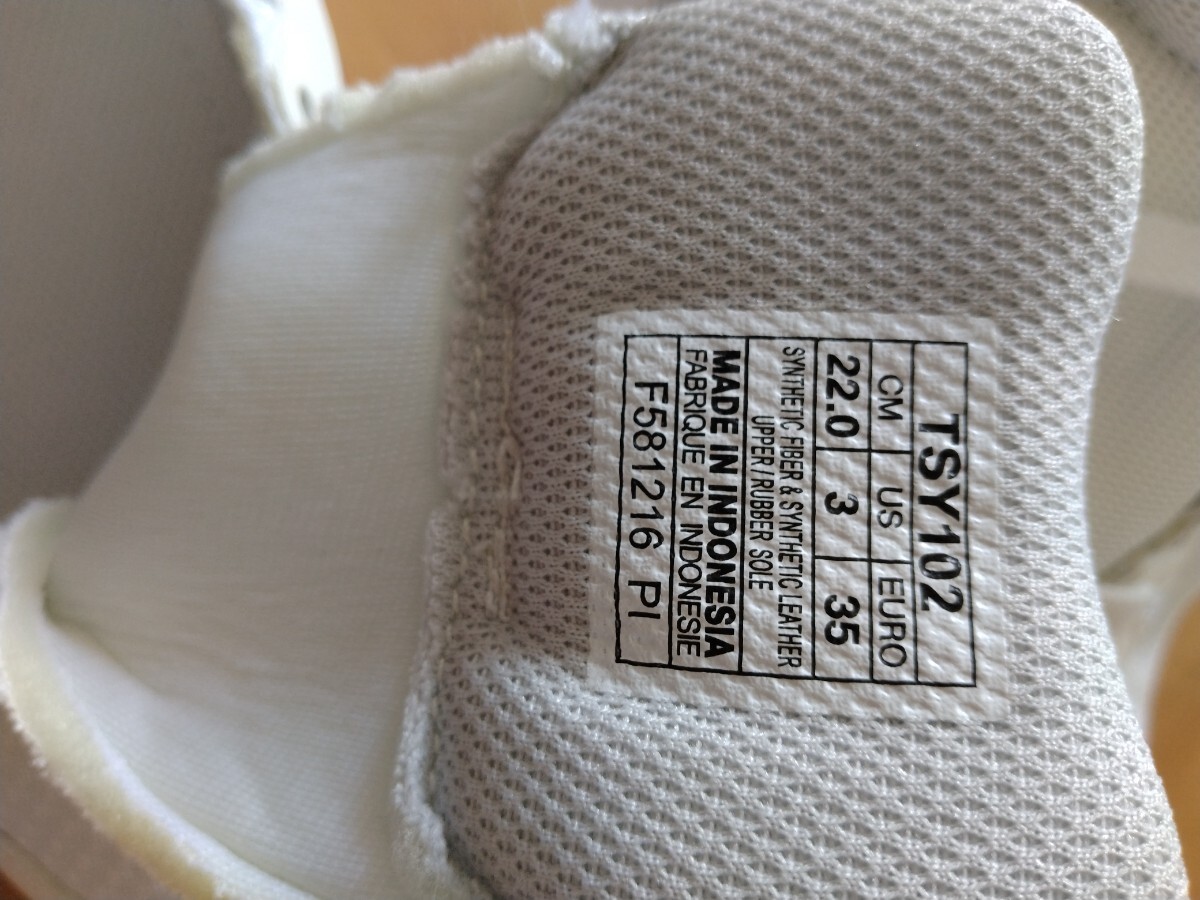 TSY102
CM US EURO
22.0 3 35
SYNTHETIC FIBER & SYNTHETIC LEATHER
UPPER / RUBBER SOLE
MADE IN INDONESIA
FABRIQUE EN INDONESIE
F581216 PI